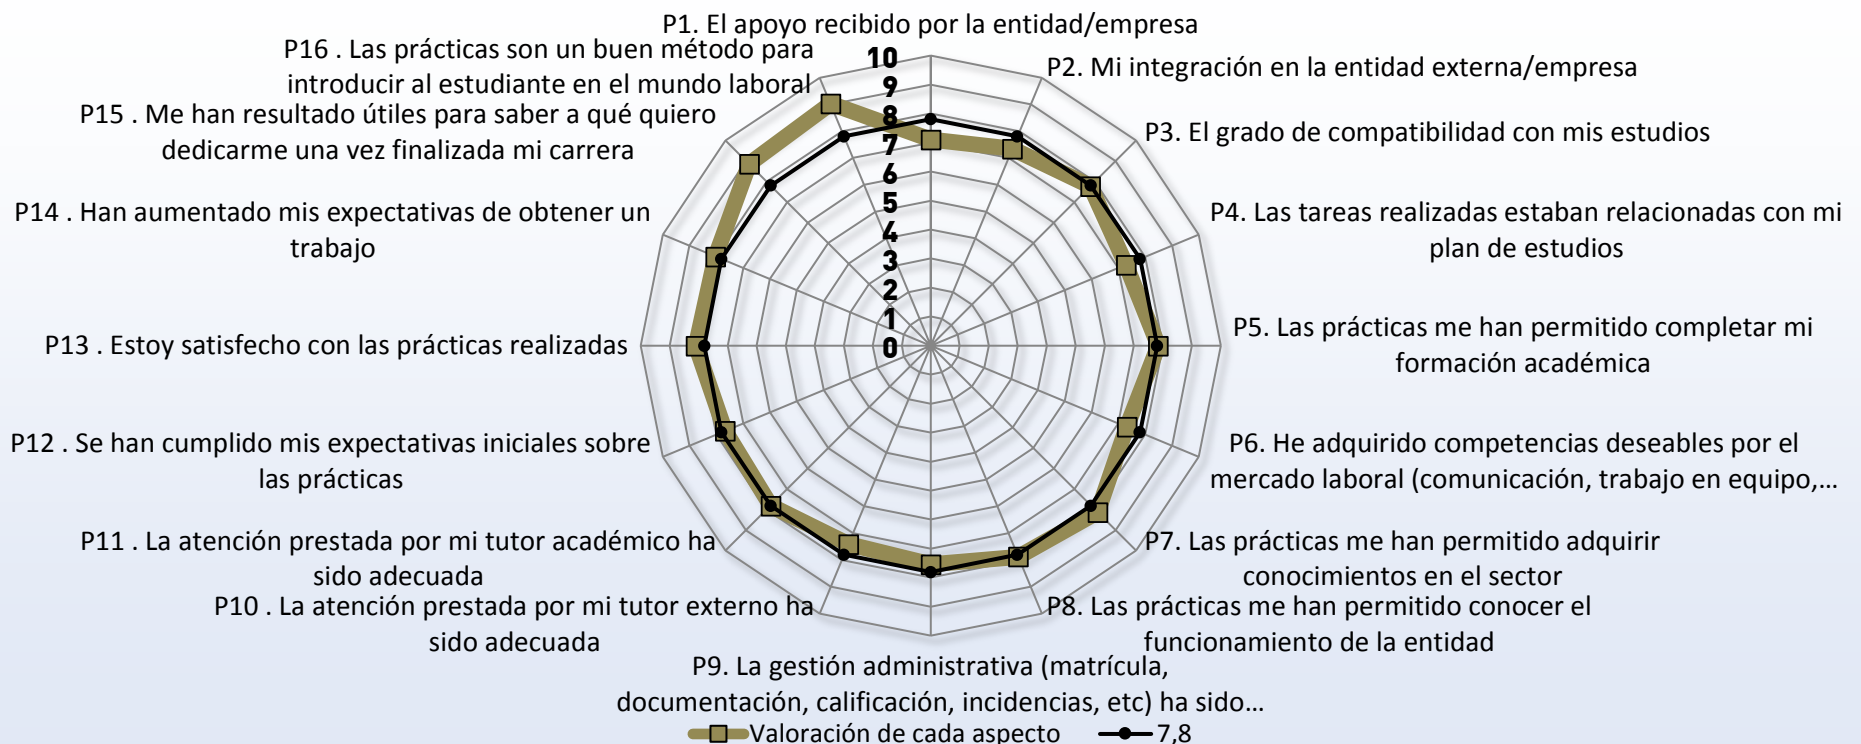 P1. El apoyo recibido por la entidad/empresa
P2. Mi integración en la entidad externa/empresa
P3. El grado de compatibilidad con mis estudios
P4. Las tareas realizadas estaban relacionadas con mi
plan de estudios
P5. Las prácticas me han permitido completar mi
formación académica
P6. He adquirido competencias deseables por el
mercado laboral (comunicación, trabajo en equipo,...
P7. Las prácticas me han permitido adquirir
conocimientos en el sector
P8. Las prácticas me han permitido conocer el
funcionamiento de la entidad
P9. La gestión administrativa (matrícula,
documentación, calificación, incidencias, etc) ha sido...
P10 . La atención prestada por mi tutor externo ha
sido adecuada
P11 . La atención prestada por mi tutor académico ha
sido adecuada
P12 . Se han cumplido mis expectativas iniciales sobre
las prácticas
P13 . Estoy satisfecho con las prácticas realizadas
P14 . Han aumentado mis expectativas de obtener un
trabajo
P15 . Me han resultado útiles para saber a qué quiero
dedicarme una vez finalizada mi carrera
P16 . Las prácticas son un buen método para
introducir al estudiante en el mundo laboral
10
9
8
7
6
5
4
3
2
1
0
Valoración de cada aspecto
7,8